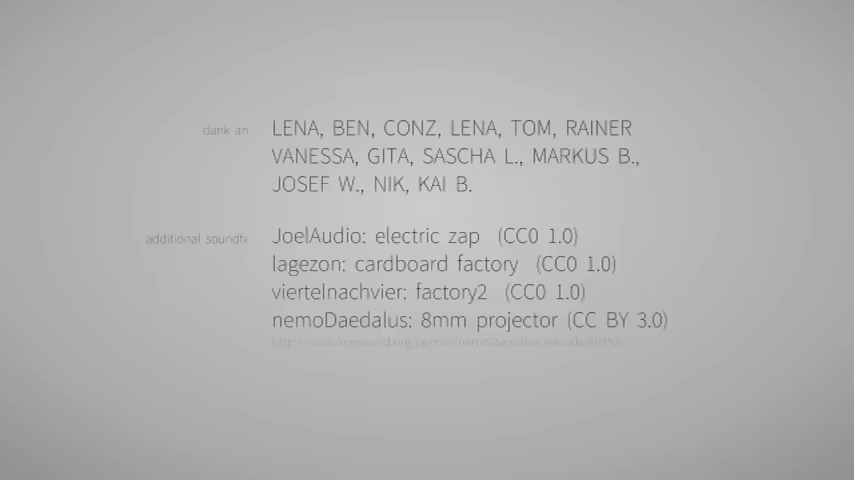 dank an LENA, BEN, CONZ, LENA, TOM, RAINER
VANESSA, GITA, SASCHA L., MARKUS B.,
JOSEF W., NIK, KAI B.
additional soundfx JoelAudio: electric zap (CC0 1.0)
lagezon: cardboard factory (CC0 1.0)
viertelnachvier: factory2 (CC0 1.0)
nemoDaedalus: 8mm projector (CC BY 3.0)